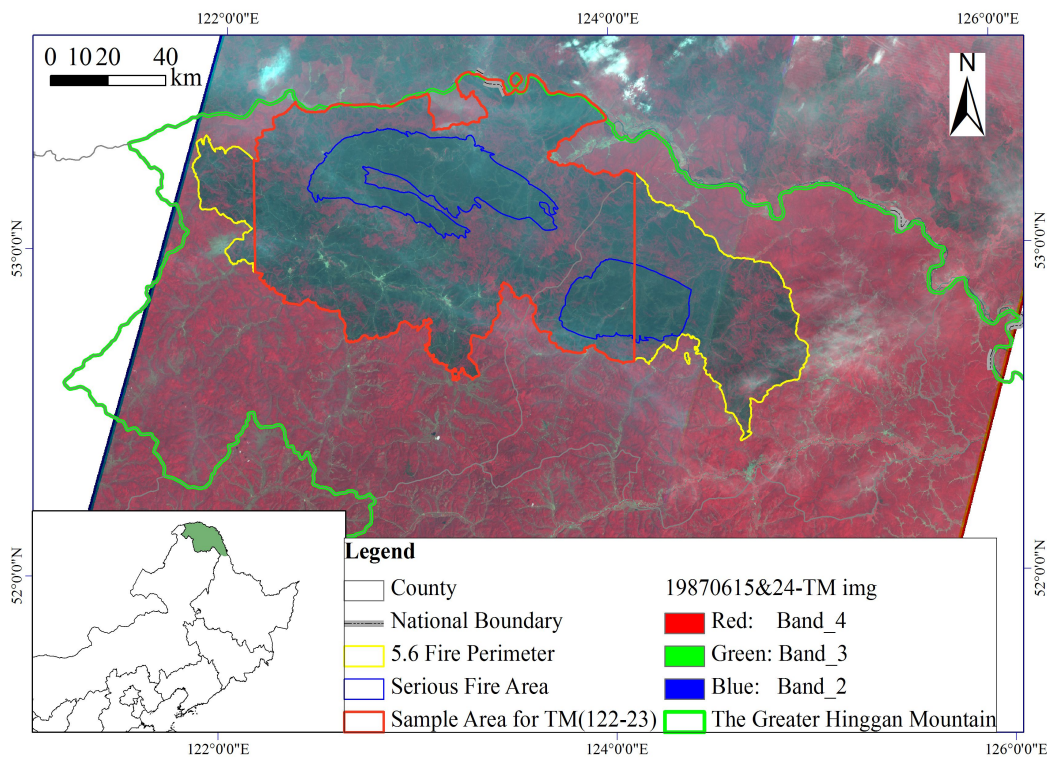 122°0'0"E 124°0'0"E 126°0'0"E
0 10 20 40
km
N
53°0'0"N
53°0'0"N
52°0'0"N
52°0'0"N
Legend
County
National Boundary
5.6 Fire Perimeter
Serious Fire Area
Sample Area for TM(122-23)
19870615&24-TM img
Red: Band_4
Green: Band_3
Blue: Band_2
The Greater Hinggan Mountain
122°0'0"E 124°0'0"E 126°0'0"E